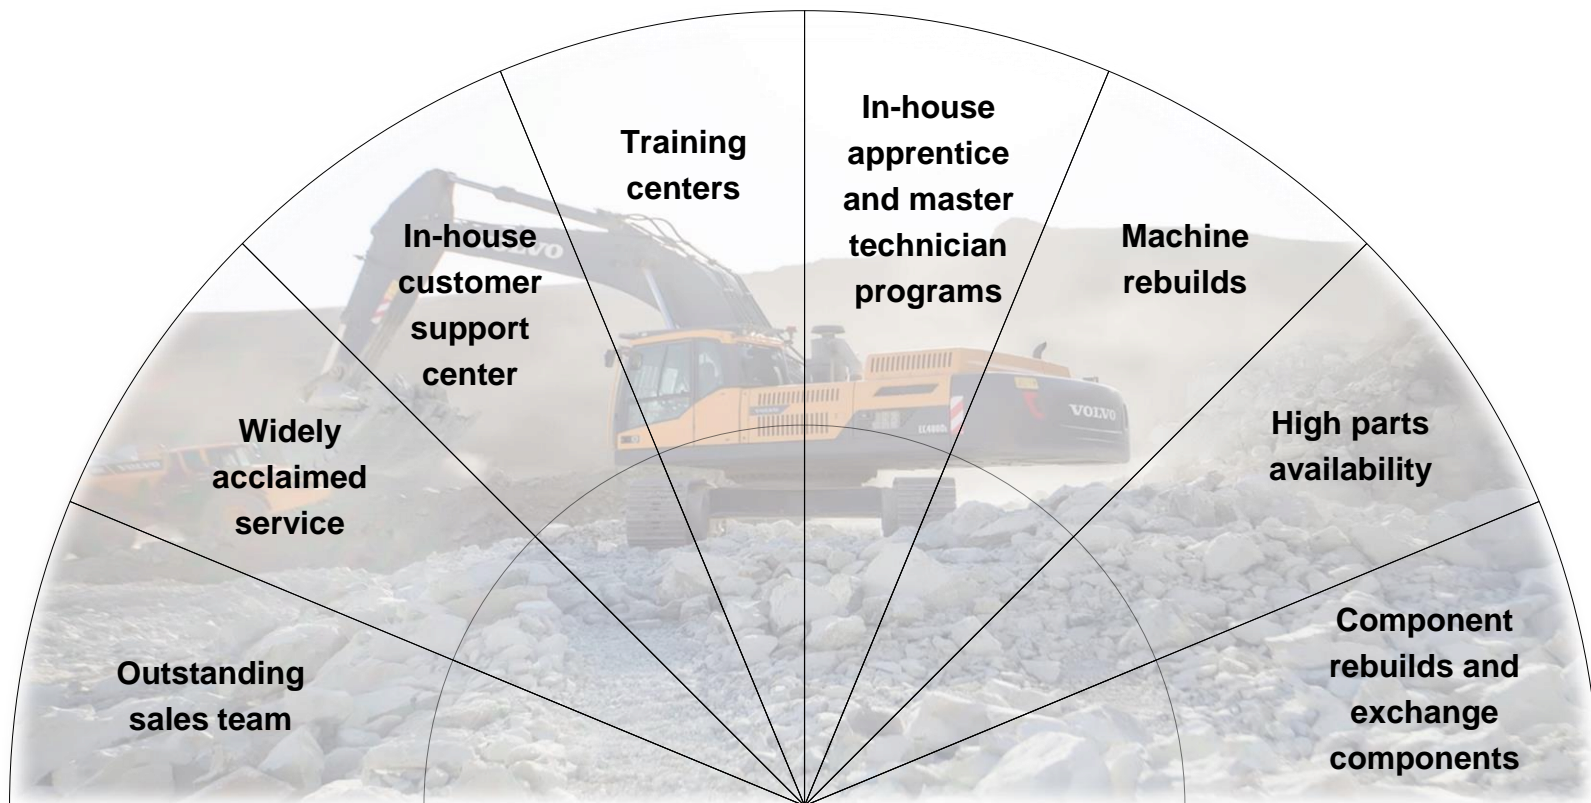 Training
centers
In-house
apprentice
and master
technician
programs
In-house
customer
support
center
Machine
rebuilds
Widely
acclaimed
service
High parts
availability
Outstanding
sales team
Component
rebuilds and
exchange
components
VOLVO
VOLVO